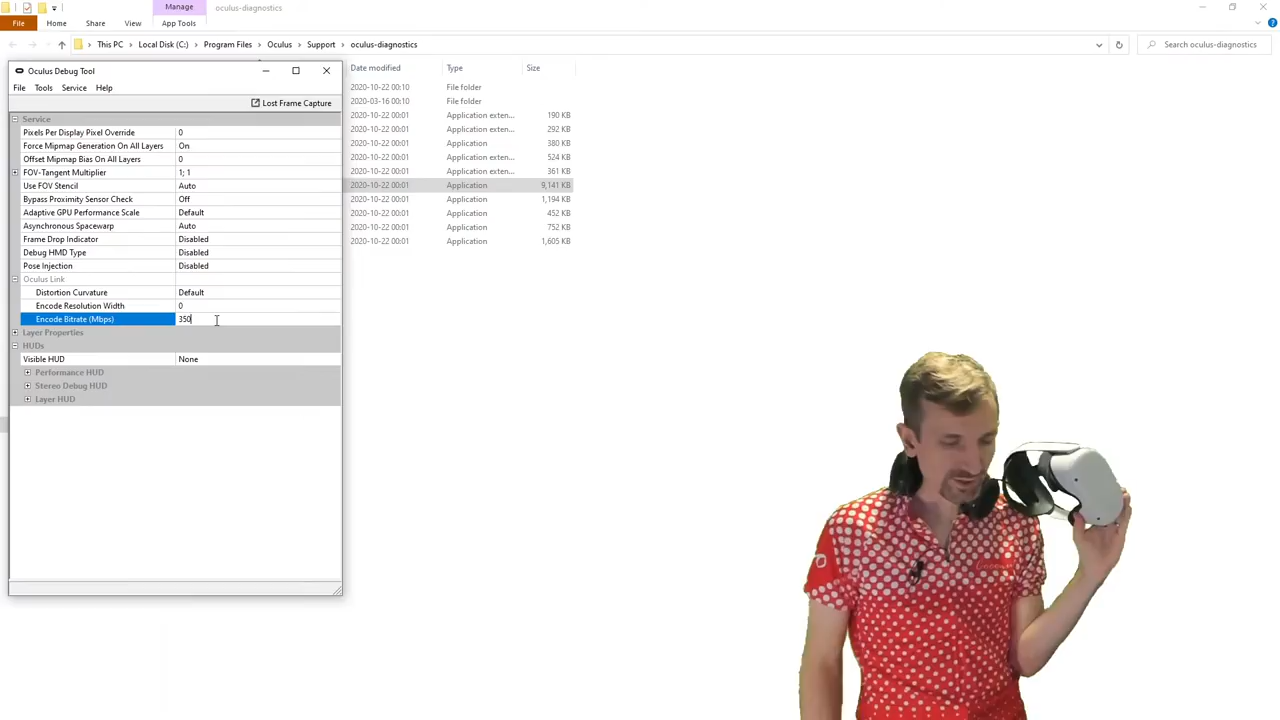 Manage
oculus-diagnostics
File
Home
Share
View
App Tools
This PC
Local Disk (C:)
Program Files
Oculus
Support
oculus-diagnostics
Search oculus-diagnostics
Oculus Debug Tool
File Tools Service Help
Lost Frame Capture
Service
Pixels Per Display Pixel Override 0
Force Mipmap Generation On All Layers On
Offset Mipmap Bias On All Layers 0
FOV-Tangent Multiplier 1; 1
Use FOV Stencil Auto
Bypass Proximity Sensor Check Off
Adaptive GPU Performance Scale Default
Asynchronous Spacewarp Auto
Frame Drop Indicator Disabled
Debug HMD Type Disabled
Pose Injection Disabled
Oculus Link
Distortion Curvature Default
Encode Resolution Width 0
Encode Bitrate (Mbps) 350
Layer Properties
HUDs
Visible HUD None
Performance HUD
Stereo Debug HUD
Layer HUD
Date modified Type Size
2020-10-22 00:10 File folder
2020-03-16 00:10 File folder
2020-10-22 00:01 Application exten... 190 KB
2020-10-22 00:01 Application exten... 292 KB
2020-10-22 00:01 Application 380 KB
2020-10-22 00:01 Application exten... 524 KB
2020-10-22 00:01 Application exten... 361 KB
2020-10-22 00:01 Application 9,141 KB
2020-10-22 00:01 Application 1,194 KB
2020-10-22 00:01 Application 452 KB
2020-10-22 00:01 Application 752 KB
2020-10-22 00:01 Application 1,605 KB